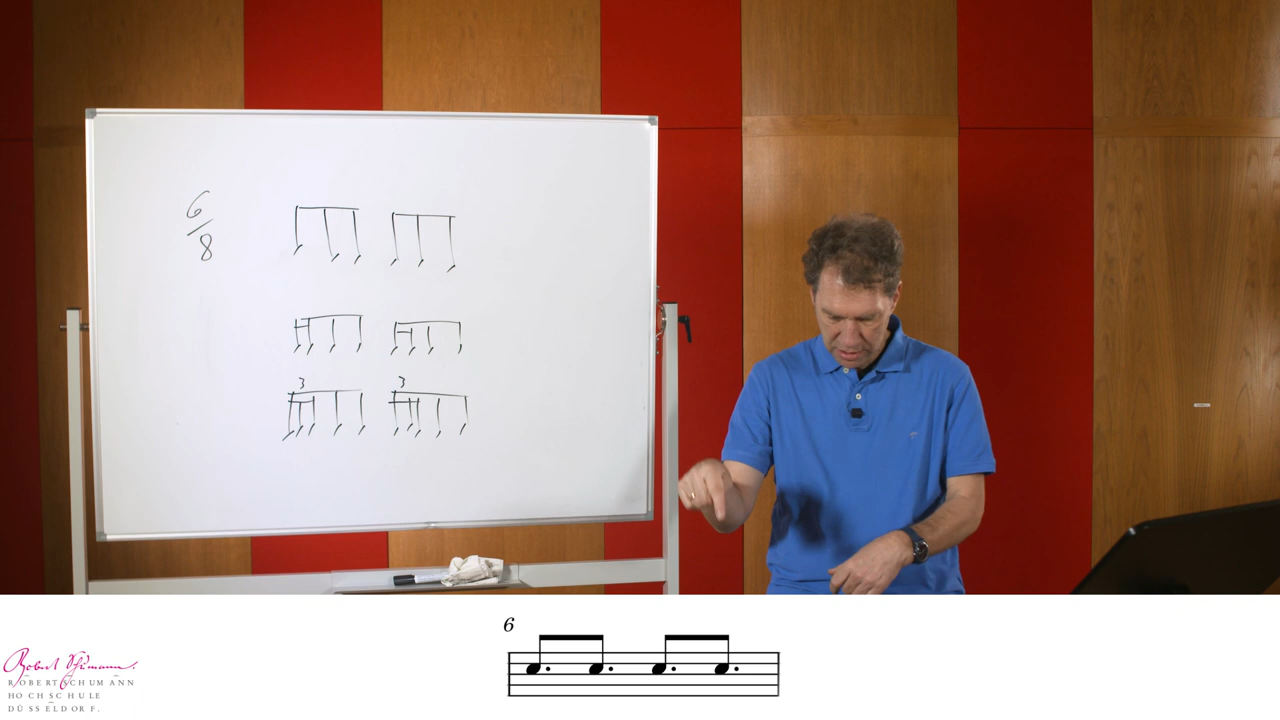 6
8
3 3
6
Robert Schumann.
ROBERT SCHUMANN
HOCHSCHULE
DÜSSELDORF.